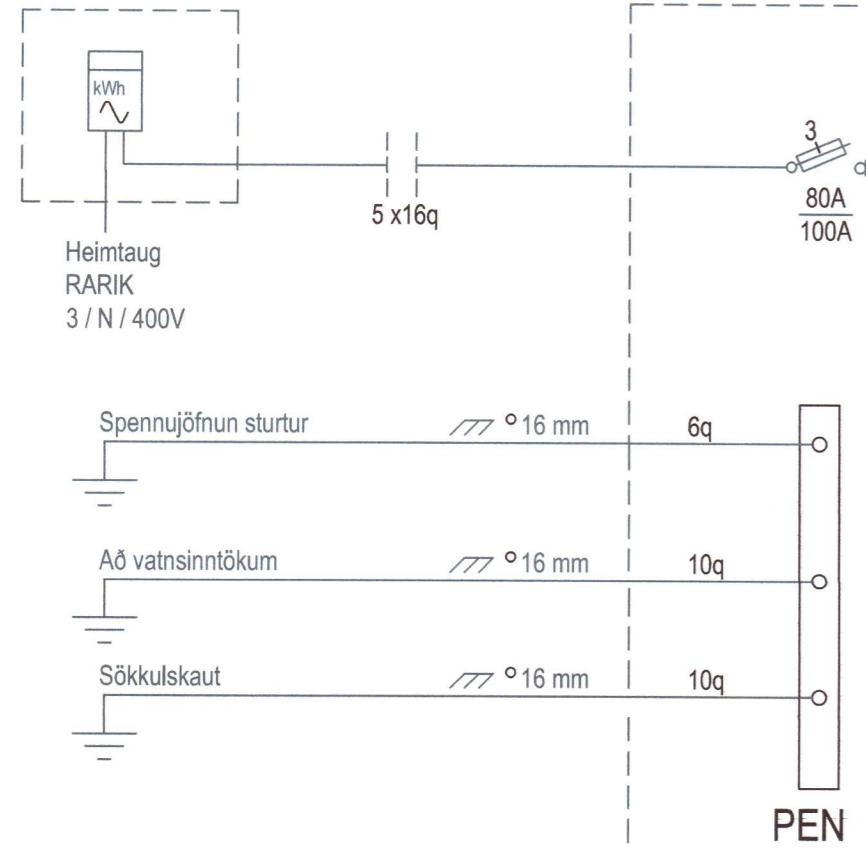 kWh
3
80A
100A
5 x16q
Heimtaug
RARIK
3 / N / 400V
Spennujöfnun sturtur
° 16 mm
6q
Að vatnsinntökum
° 16 mm
10q
Sökkulskaut
° 16 mm
10q
PEN